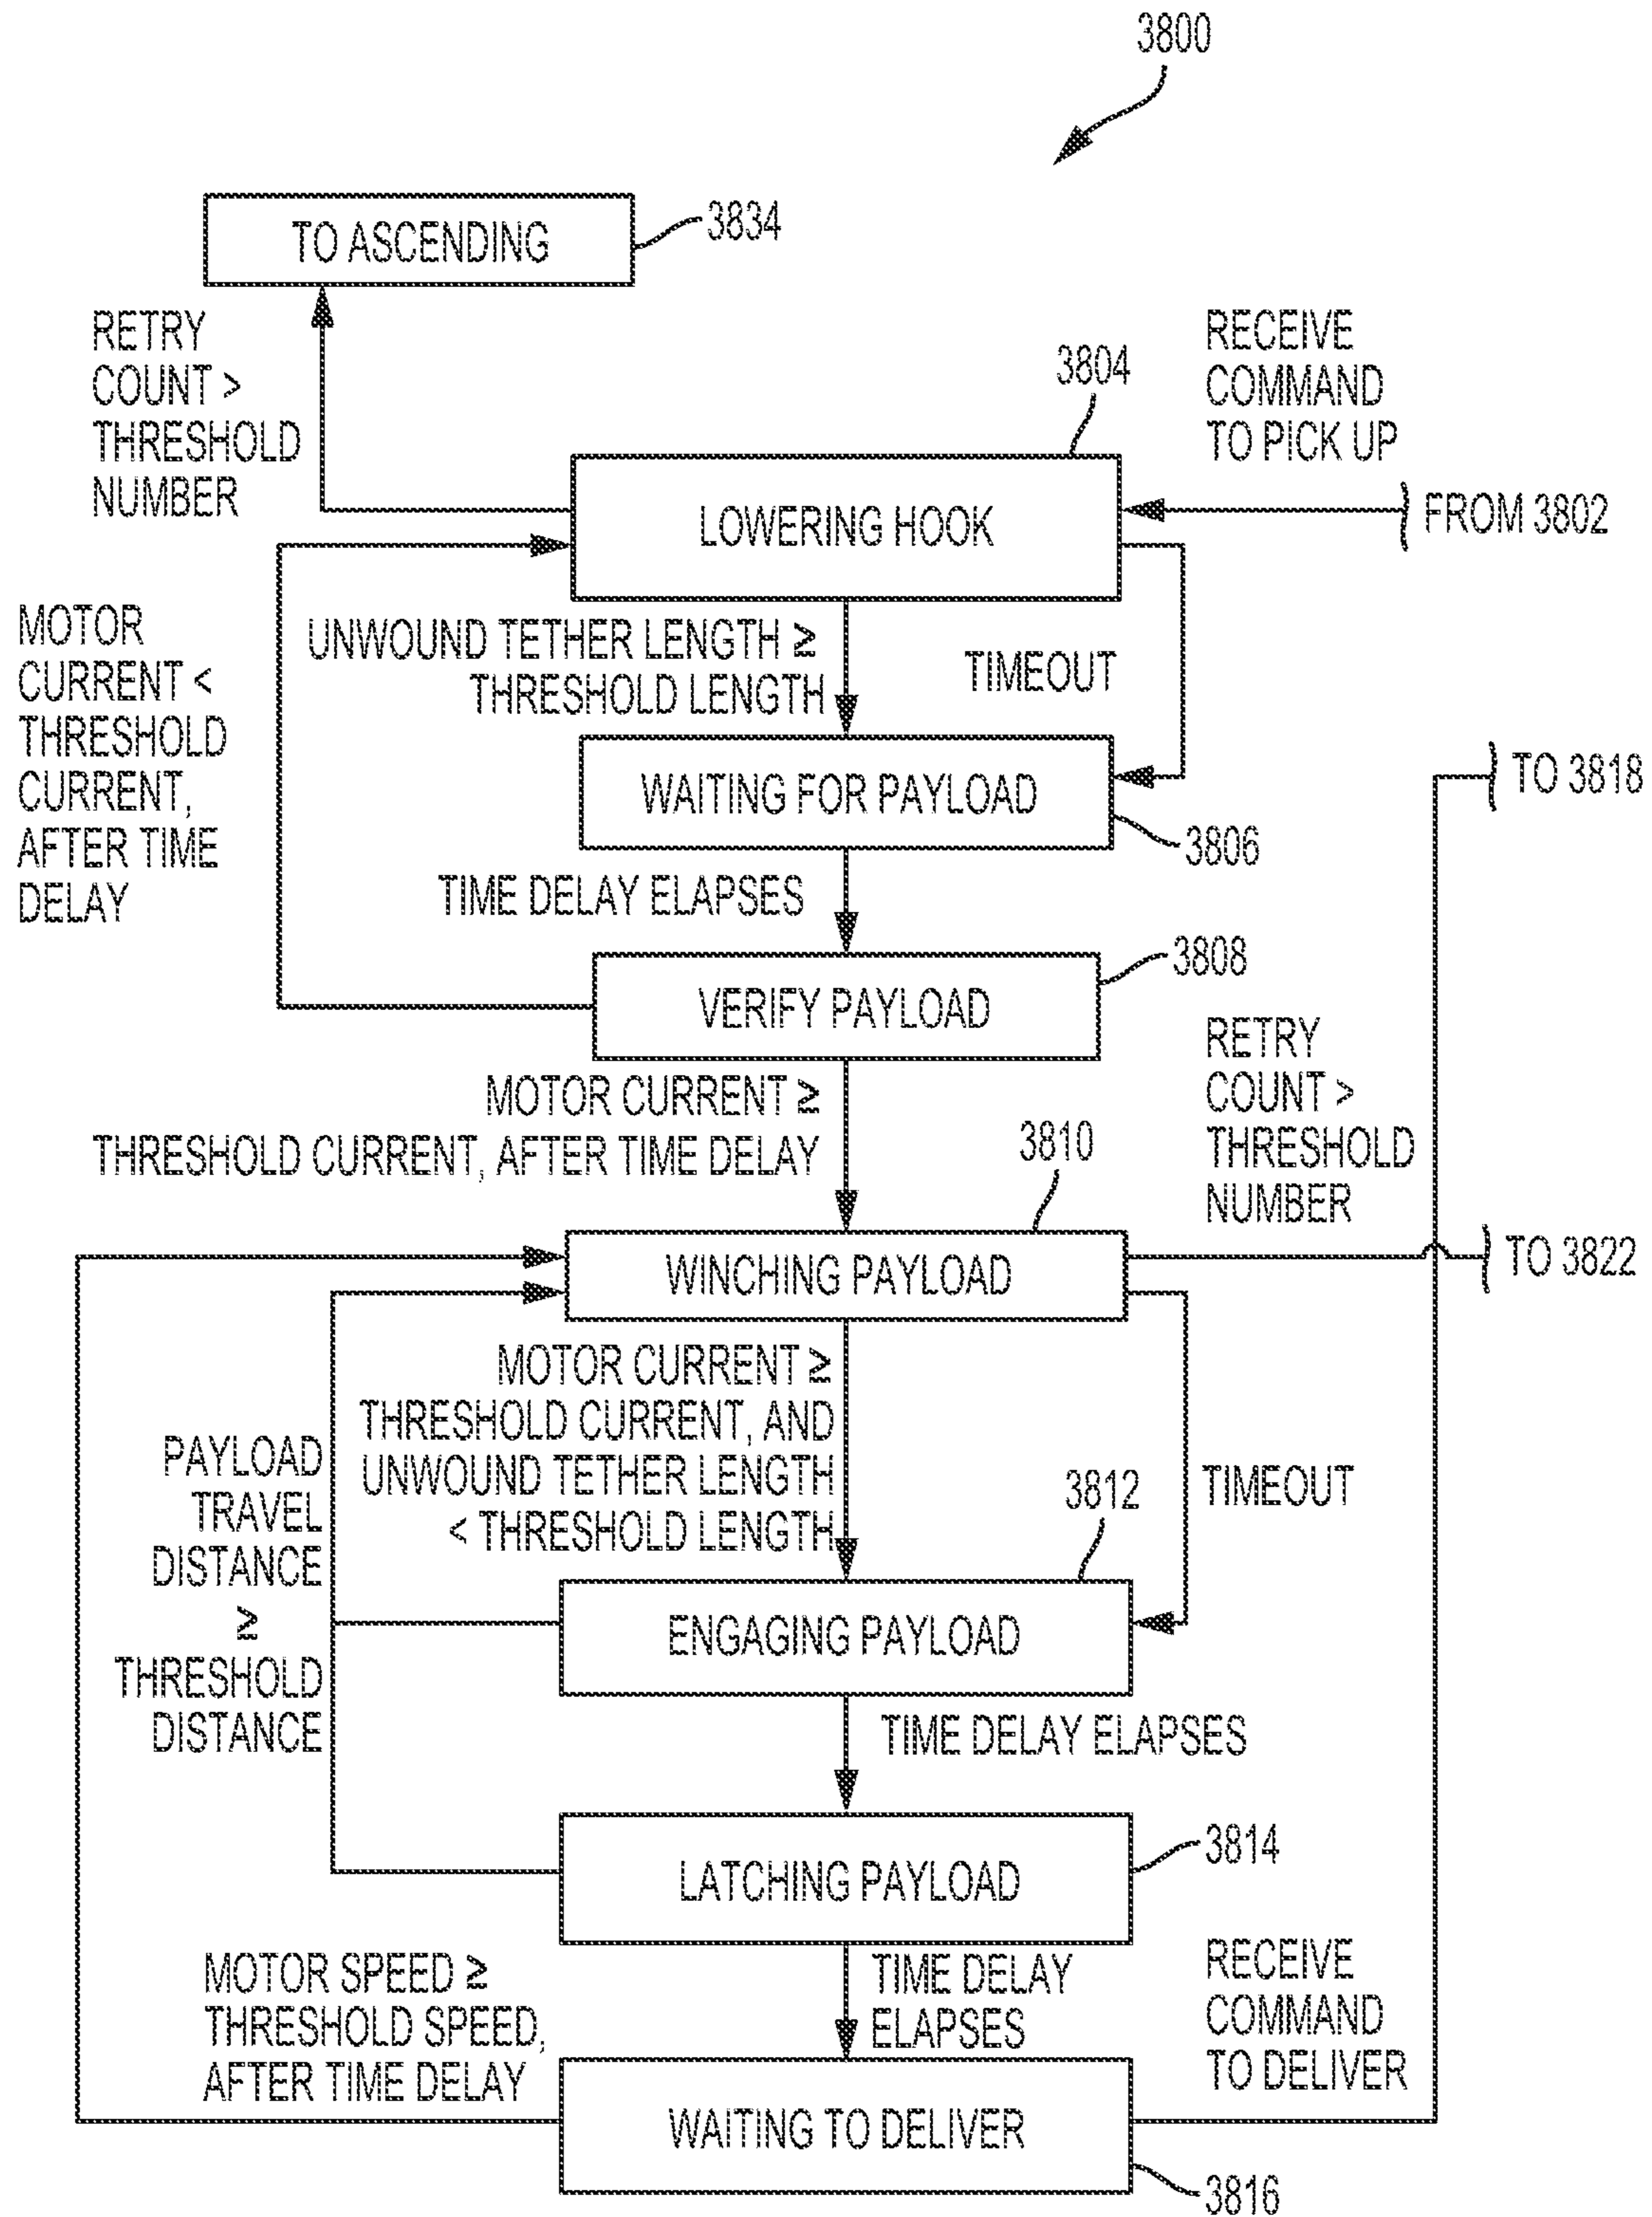 3800
TO ASCENDING
3834
RETRY
COUNT >
THRESHOLD
NUMBER
3804
RECEIVE
COMMAND
TO PICK UP
LOWERING HOOK
FROM 3802
MOTOR
CURRENT <
THRESHOLD
CURRENT,
AFTER TIME
DELAY
UNWOUND TETHER LENGTH ≥
THRESHOLD LENGTH
TIMEOUT
WAITING FOR PAYLOAD
3806
TO 3818
TIME DELAY ELAPSES
VERIFY PAYLOAD
3808
MOTOR CURRENT ≥
THRESHOLD CURRENT, AFTER TIME DELAY
3810
RETRY
COUNT >
THRESHOLD
NUMBER
WINCHING PAYLOAD
TO 3822
MOTOR CURRENT ≥
THRESHOLD CURRENT, AND
UNWOUND TETHER LENGTH
< THRESHOLD LENGTH
PAYLOAD
TRAVEL
DISTANCE
≥
THRESHOLD
DISTANCE
3812
TIMEOUT
ENGAGING PAYLOAD
TIME DELAY ELAPSES
LATCHING PAYLOAD
3814
MOTOR SPEED ≥
THRESHOLD SPEED,
AFTER TIME DELAY
TIME DELAY
ELAPSES
RECEIVE
COMMAND
TO DELIVER
WAITING TO DELIVER
3816